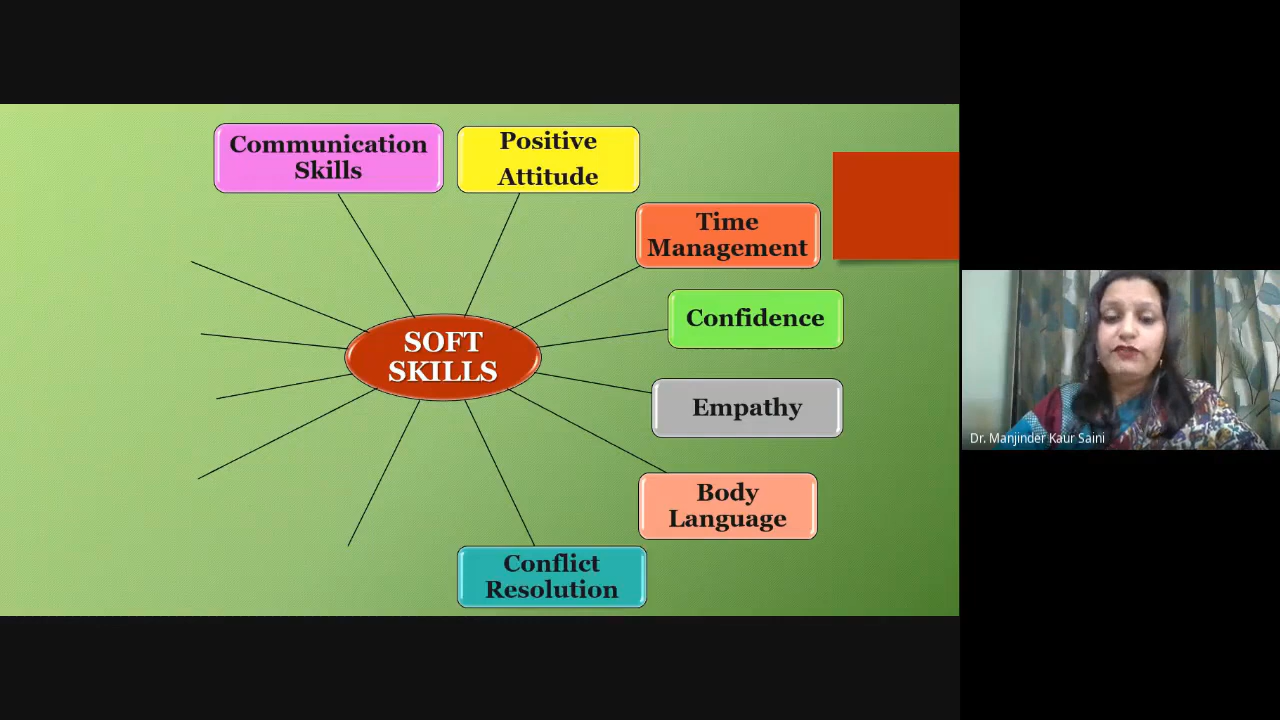 Communication
Skills
Positive
Attitude
Time
Management
Confidence
SOFT
SKILLS
Empathy
Body
Language
Conflict
Resolution
Dr. Manjinder Kaur Saini